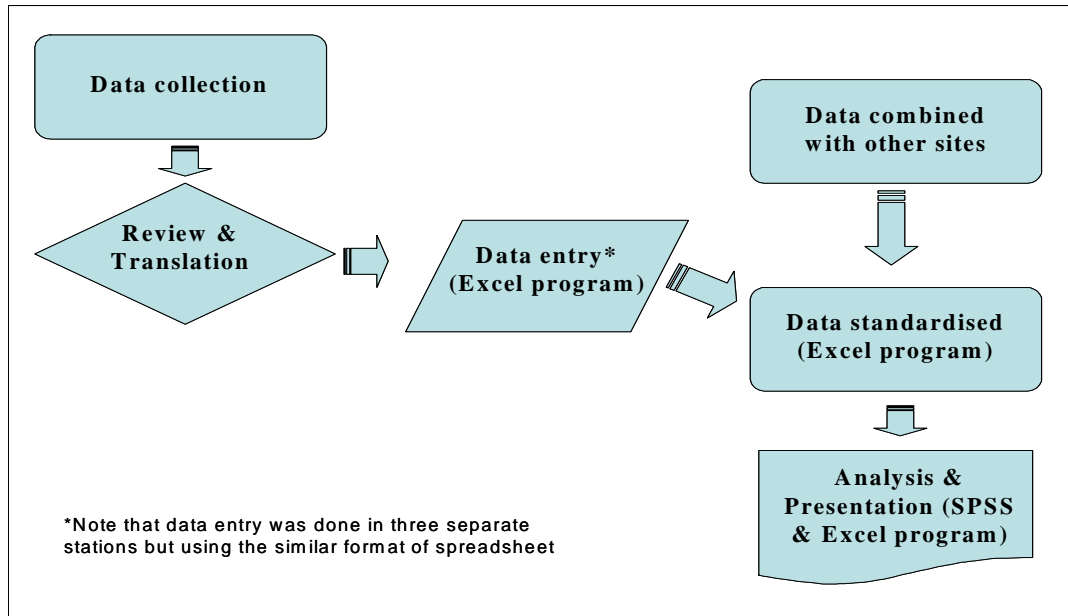 Data collection
Review &
Translation
Data entry*
(Excel program)
Data combined
with other sites
Data standardised
(Excel program)
Analysis &
Presentation (SPSS
& Excel program)
*Note that data entry was done in three separate
stations but using the similar format of spreadsheet